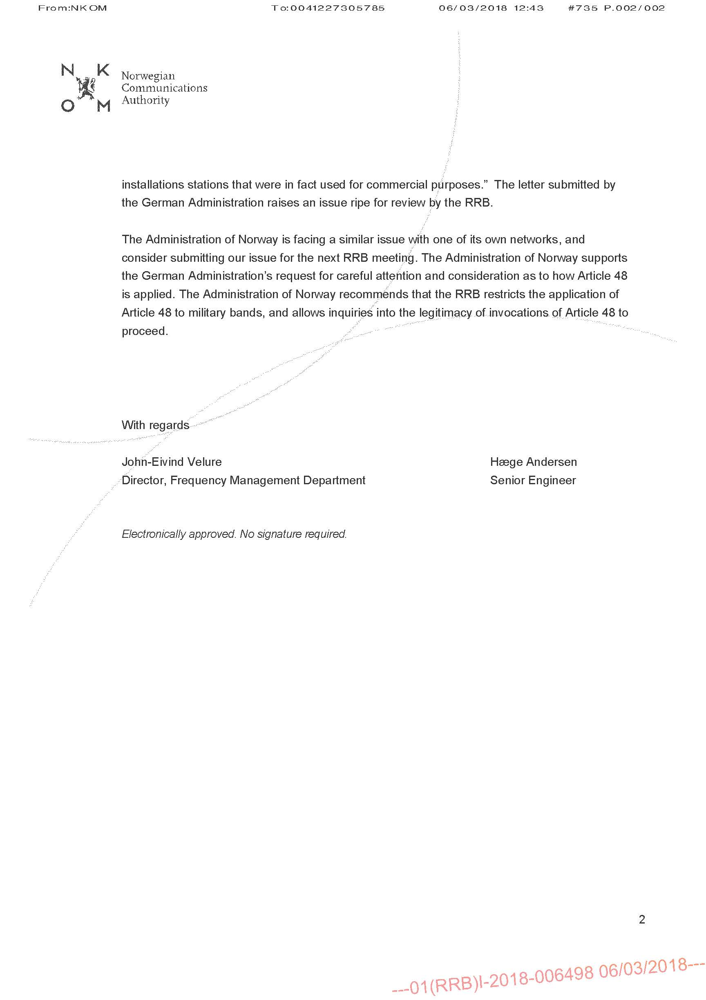 From:NKOM To:0041227305785 06/03/2018 12:43 #735 P.002/002
N K
O M
Norwegian
Communications
Authority
installations stations that were in fact used for commercial purposes.” The letter submitted by
the German Administration raises an issue ripe for review by the RRB.
The Administration of Norway is facing a similar issue with one of its own networks, and
consider submitting our issue for the next RRB meeting. The Administration of Norway supports
the German Administration’s request for careful attention and consideration as to how Article 48
is applied. The Administration of Norway recommends that the RRB restricts the application of
Article 48 to military bands, and allows inquiries into the legitimacy of invocations of Article 48 to
proceed.
With regards
John-Eivind Velure Hæge Andersen
Director, Frequency Management Department Senior Engineer
Electronically approved. No signature required.
2
---01(RRB)I-2018-006498 06/03/2018---